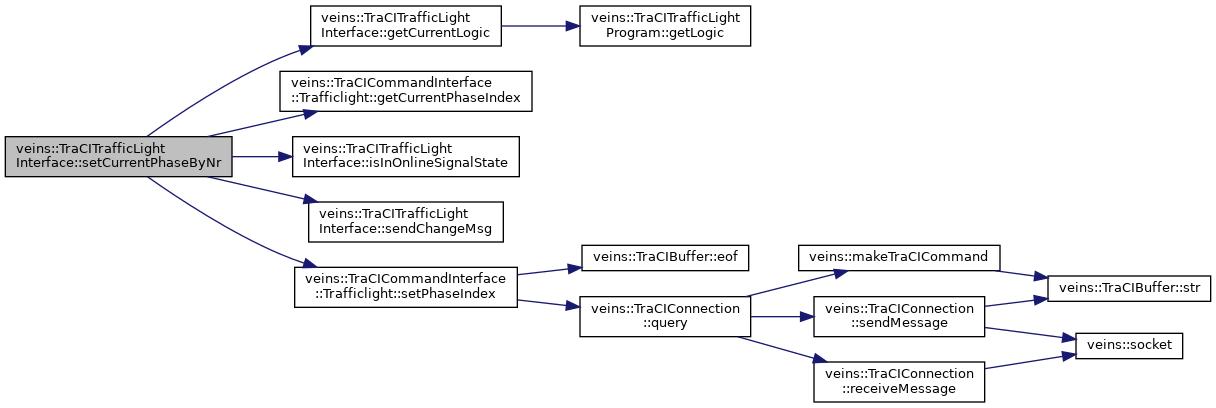 veins::TraCITrafficLight
Interface::getCurrentLogic
veins::TraCITrafficLight
Program::getLogic
veins::TraCICommandInterface
::Trafficlight::getCurrentPhaseIndex
veins::TraCITrafficLight
Interface::setCurrentPhaseByNr
veins::TraCITrafficLight
Interface::isInOnlineSignalState
veins::TraCITrafficLight
Interface::sendChangeMsg
veins::TraCICommandInterface
::Trafficlight::setPhaseIndex
veins::TraCIBuffer::eof
veins::TraCIConnection
::query
veins::makeTraCICommand
veins::TraCIConnection
::sendMessage
veins::TraCIConnection
::receiveMessage
veins::TraCIBuffer::str
veins::socket